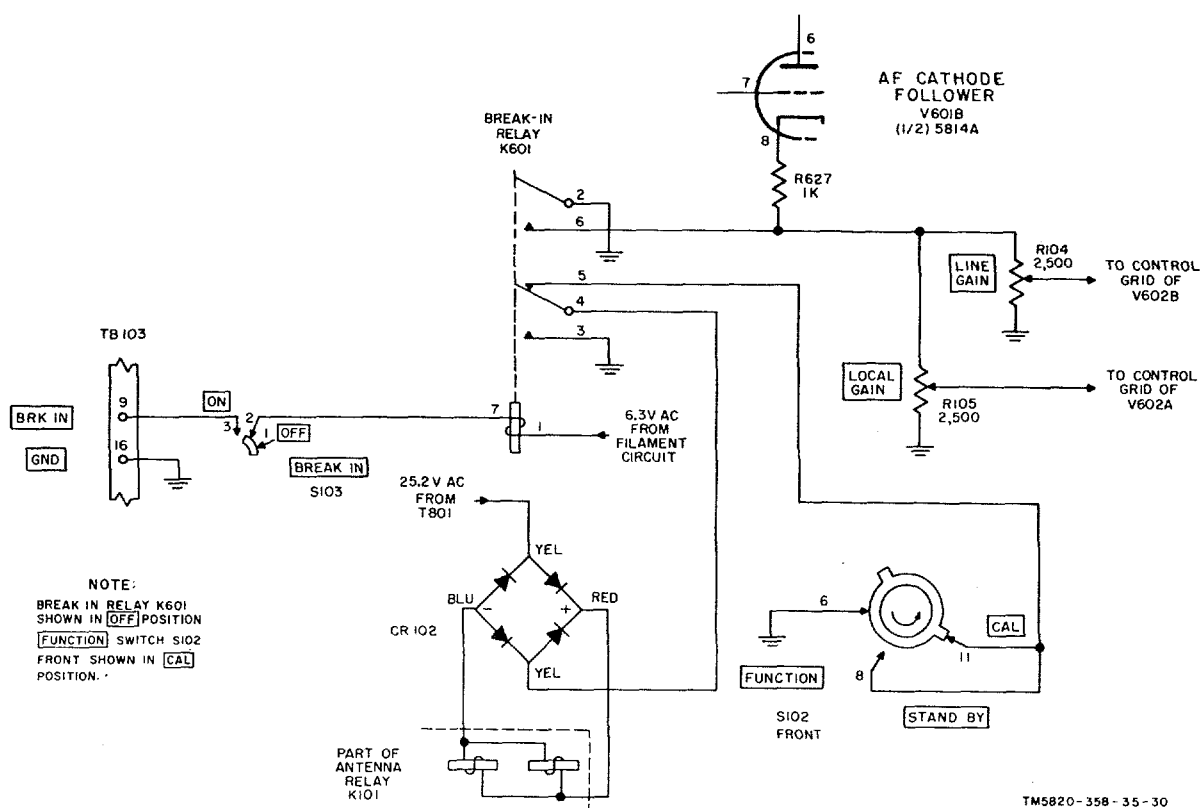 6
7
8
AF CATHODE
FOLLOWER
V601B
(1/2) 5814A
BREAK-IN
RELAY
K601
R627
1K
2
6
5
4
3
LINE
GAIN
R104
2,500
TO CONTROL
GRID OF
V602B
LOCAL
GAIN
R105
2,500
TO CONTROL
GRID OF
V602A
TB103
BRK IN
9
GND
16
ON
3
2
1
OFF
BREAK IN
S103
7
1
6.3V AC
FROM
FILAMENT
CIRCUIT
25.2V AC
FROM
T801
YEL
BLU
-
+
RED
CR102
YEL
NOTE:
BREAK IN RELAY K601
SHOWN IN OFF POSITION
FUNCTION SWITCH S102
FRONT SHOWN IN CAL
POSITION.
6
CAL
11
8
FUNCTION
S102
FRONT
STAND BY
PART OF
ANTENNA
RELAY
K101
TM5820-358-35-30